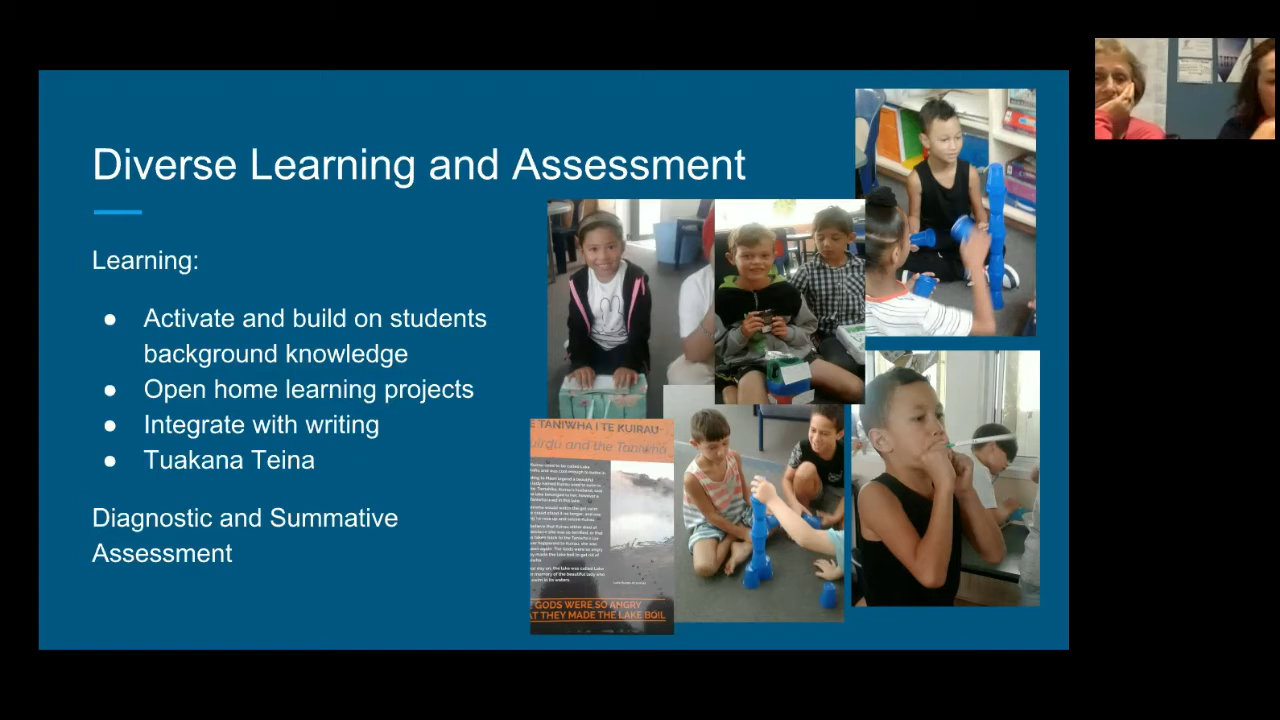 Diverse Learning and Assessment
Learning:
● Activate and build on students
background knowledge
● Open home learning projects
● Integrate with writing
● Tuakana Teina
Diagnostic and Summative
Assessment
TANIWHA I TE KUIRAU
and the Taniwha
GODS WERE SO ANGRY
THEY MADE THE LAKE BOIL